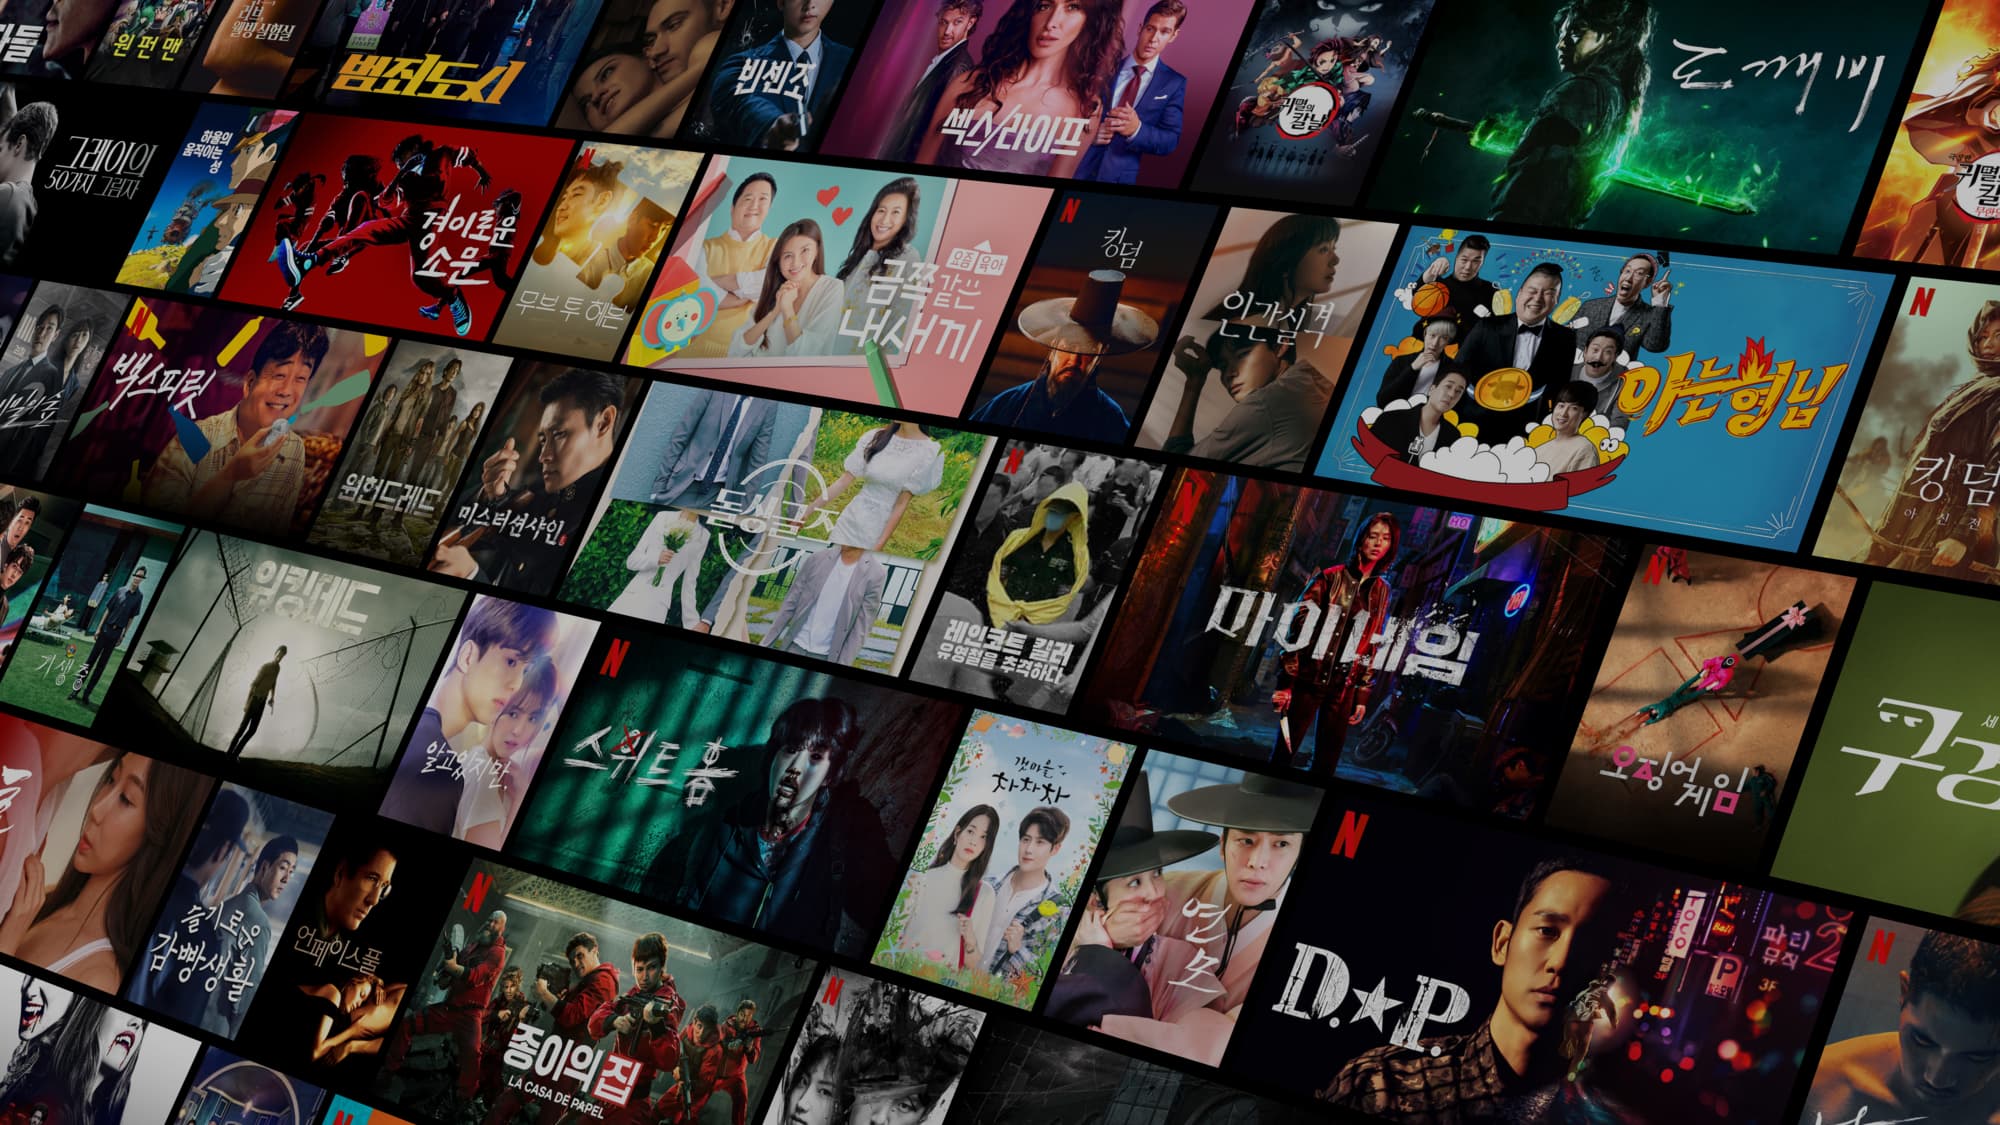 원펀맨
범죄도시
빈센조
섹스/라이프
귀멸의
칼날
도깨비
그레이의
50가지 그림자
하울의
움직이는
성
경이로운
소문
무브 투 헤븐
요즘 육아
금쪽같은
내새끼
킹덤
인간실격
아는형님
킹덤
아신전
백스피릿
원헌드레드
미스터션샤인
돌싱글즈
레인코트 킬러
유영철을 추격하다
마이 네임
오징어
게임
기생충
워킹데드
알고있지만,
스위트홈
갯마을
차차차
연모
D.P.
TOCO
파티
뮤직 2
3F
슬기로운
감빵생활
언페이스풀
종이의 집
LA CASA DE PAPEL